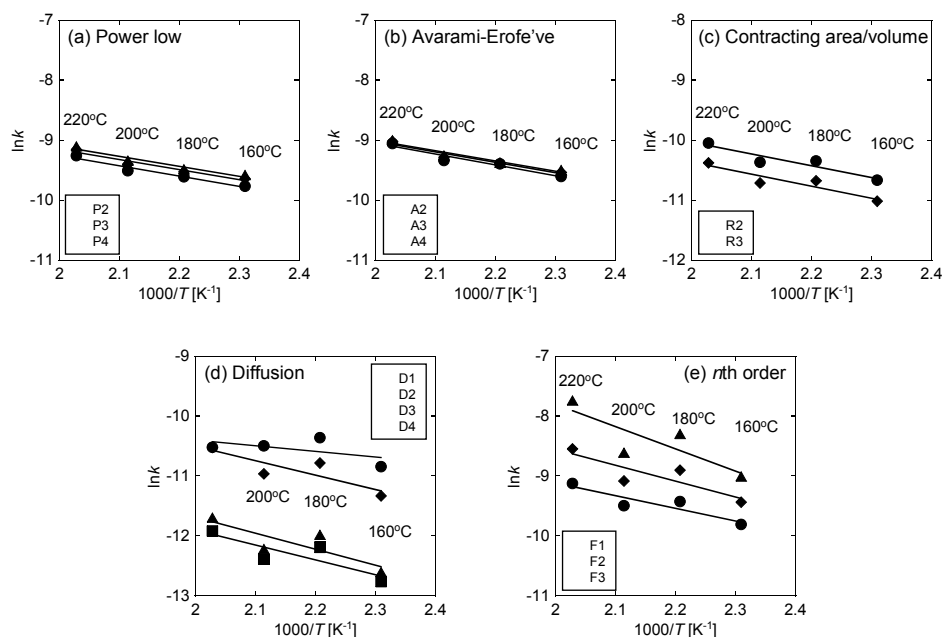 (a) Power low
-7
-8
-9
-10
-11
lnk
220°C
200°C
180°C
160°C
P2
P3
P4
2
2.1
2.2
2.3
2.4
1000/T [K⁻¹]
(b) Avarami-Erofe've
-7
-8
-9
-10
-11
lnk
220°C
200°C
180°C
160°C
A2
A3
A4
2
2.1
2.2
2.3
2.4
1000/T [K⁻¹]
(c) Contracting area/volume
-8
-9
-10
-11
-12
lnk
220°C
200°C
180°C
160°C
R2
R3
2
2.1
2.2
2.3
2.4
1000/T [K⁻¹]
(d) Diffusion
-9
-10
-11
-12
-13
lnk
D1
D2
D3
D4
200°C
180°C
160°C
2
2.1
2.2
2.3
2.4
1000/T [K⁻¹]
(e) nth order
-7
-8
-9
-10
-11
lnk
220°C
200°C
180°C
160°C
F1
F2
F3
2
2.1
2.2
2.3
2.4
1000/T [K⁻¹]